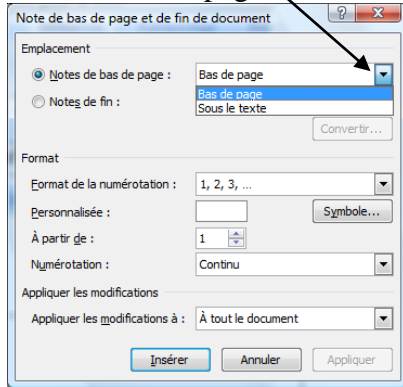 page
Note de bas de page et de fin de document
Emplacement
Notes de bas de page : Bas de page
Bas de page
Notes de fin : Sous le texte
Convertir...
Format
Format de la numérotation : 1, 2, 3, ...
Personnalisée : Symbole...
À partir de : 1
Numérotation : Continu
Appliquer les modifications
Appliquer les modifications à : À tout le document
Insérer Annuler Appliquer